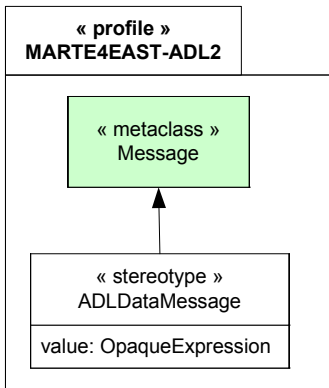 « profile »
MARTE4EAST-ADL2
« metaclass »
Message
« stereotype »
ADLDataMessage
value: OpaqueExpression